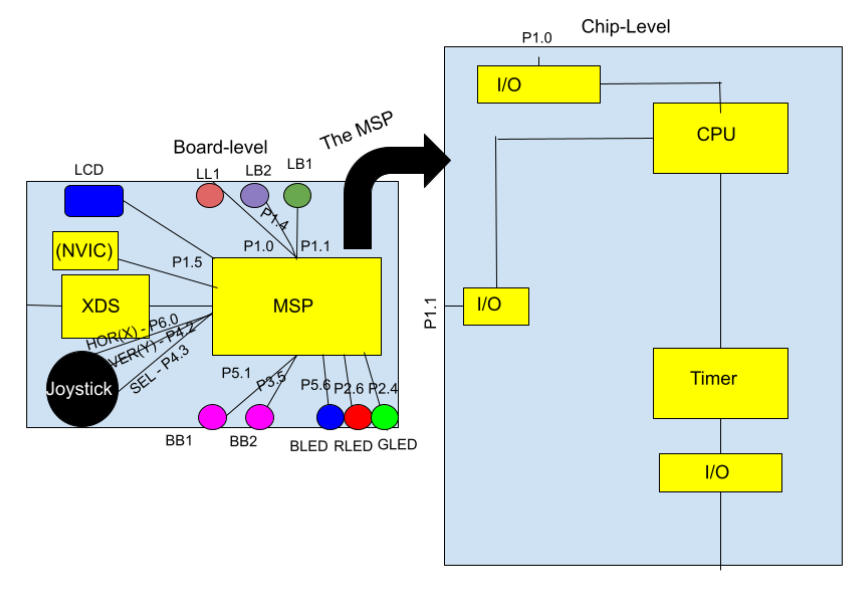 Chip-Level
P1.0
I/O
CPU
The MSP
Board-level
LCD
LL1
LB2
LB1
P1.4
P1.0
P1.1
(NVIC)
P1.5
XDS
MSP
HOR(X) - P6.0
VER(Y) - P4.2
SEL - P4.3
Joystick
P5.1
P3.5
P5.6
P2.6
P2.4
BB1
BB2
BLED
RLED
GLED
P1.1
I/O
Timer
I/O